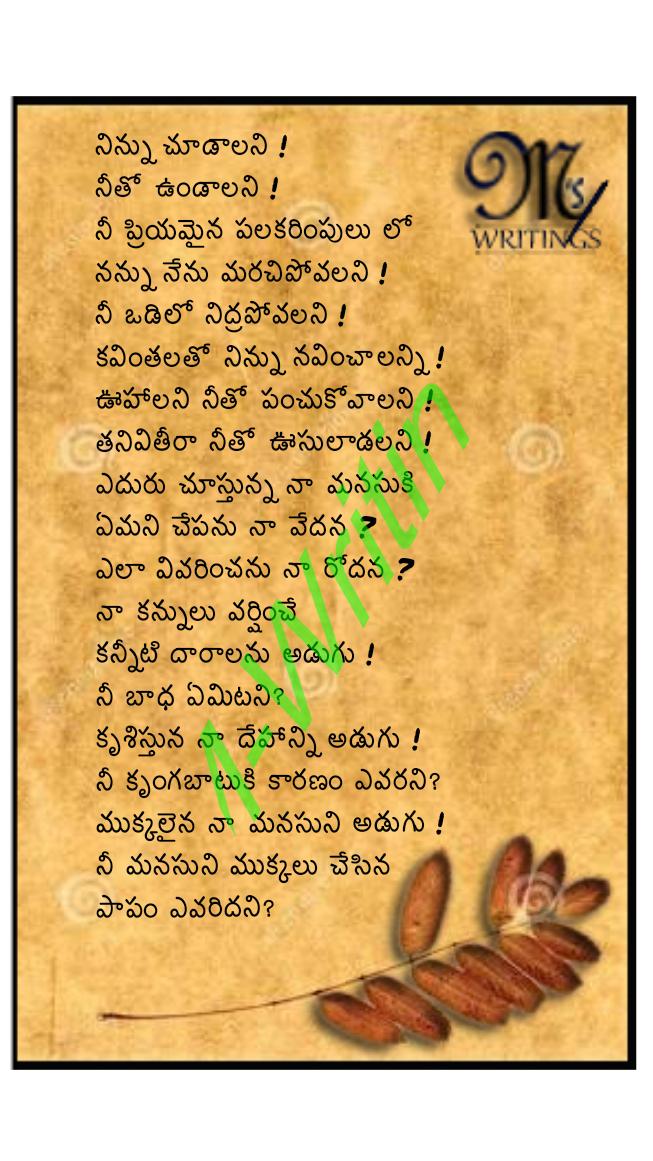 నిన్ను చూడాలని !
నీతో ఉండాలని !
నీ ప్రియమైన పలకరింపులు లో
నన్ను నేను మరచిపోవలని !
నీ ఒడిలో నిద్రపోవలని !
కవింతలతో నిన్ను నవించాలన్ని !
ఊహాలని నీతో పంచుకోవాలని !
తనివితీరా నీతో ఊసులాడలని !
ఎదురు చూస్తున్న నా మనసుకి
ఏమని చేపను నా వేదన ?
ఎలా వివరించను నా రోదన ?
నా కన్నులు వర్షించే
కన్నీటి దారాలను అడుగు !
నీ బాధ ఏమిటని?
కృశిస్తున నా దేహాన్ని అడుగు !
నీ కృంగబాటుకి కారణం ఎవరని?
ముక్కలైన నా మనసుని అడుగు !
నీ మనసుని ముక్కలు చేసిన
పాపం ఎవరిదని?
M's
WRITINGS